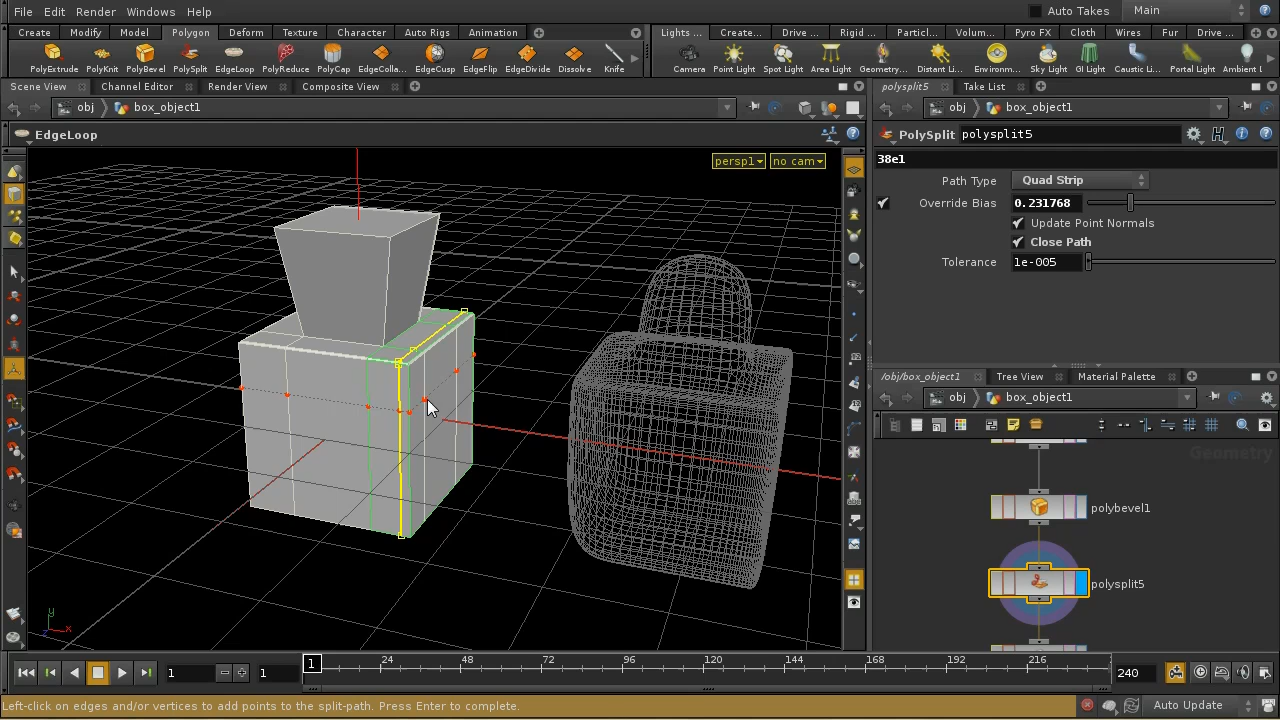 File Edit Render Windows Help Auto Takes Main
Create Modify Model Polygon Deform Texture Character Auto Rigs Animation Lights ... Create... Drive ... Rigid ... Particl... Volum... Pyro FX Cloth Wires Fur Drive ...
PolyExtrude PolyKnit PolyBevel PolySplit EdgeLoop PolyReduce PolyCap EdgeColla... EdgeCusp EdgeFlip EdgeDivide Dissolve Knife Camera Point Light Spot Light Area Light Geometry... Distant Li... Environm... Sky Light GI Light Caustic Li... Portal Light Ambient L
Scene View Channel Editor Render View Composite View polysplit5 Take List
obj box_object1 obj box_object1
EdgeLoop PolySplit polysplit5
persp1 no cam 38e1
Path Type Quad Strip
Override Bias 0.231768
Update Point Normals
Close Path
Tolerance 1e-005
/obj/box_object1 Tree View Material Palette
obj box_object1
Geometry
polybevel1
polysplit5
y x z
1 1 1 24 48 72 96 120 144 168 192 216 240
Left-click on edges and/or vertices to add points to the split-path. Press Enter to complete. Auto Update